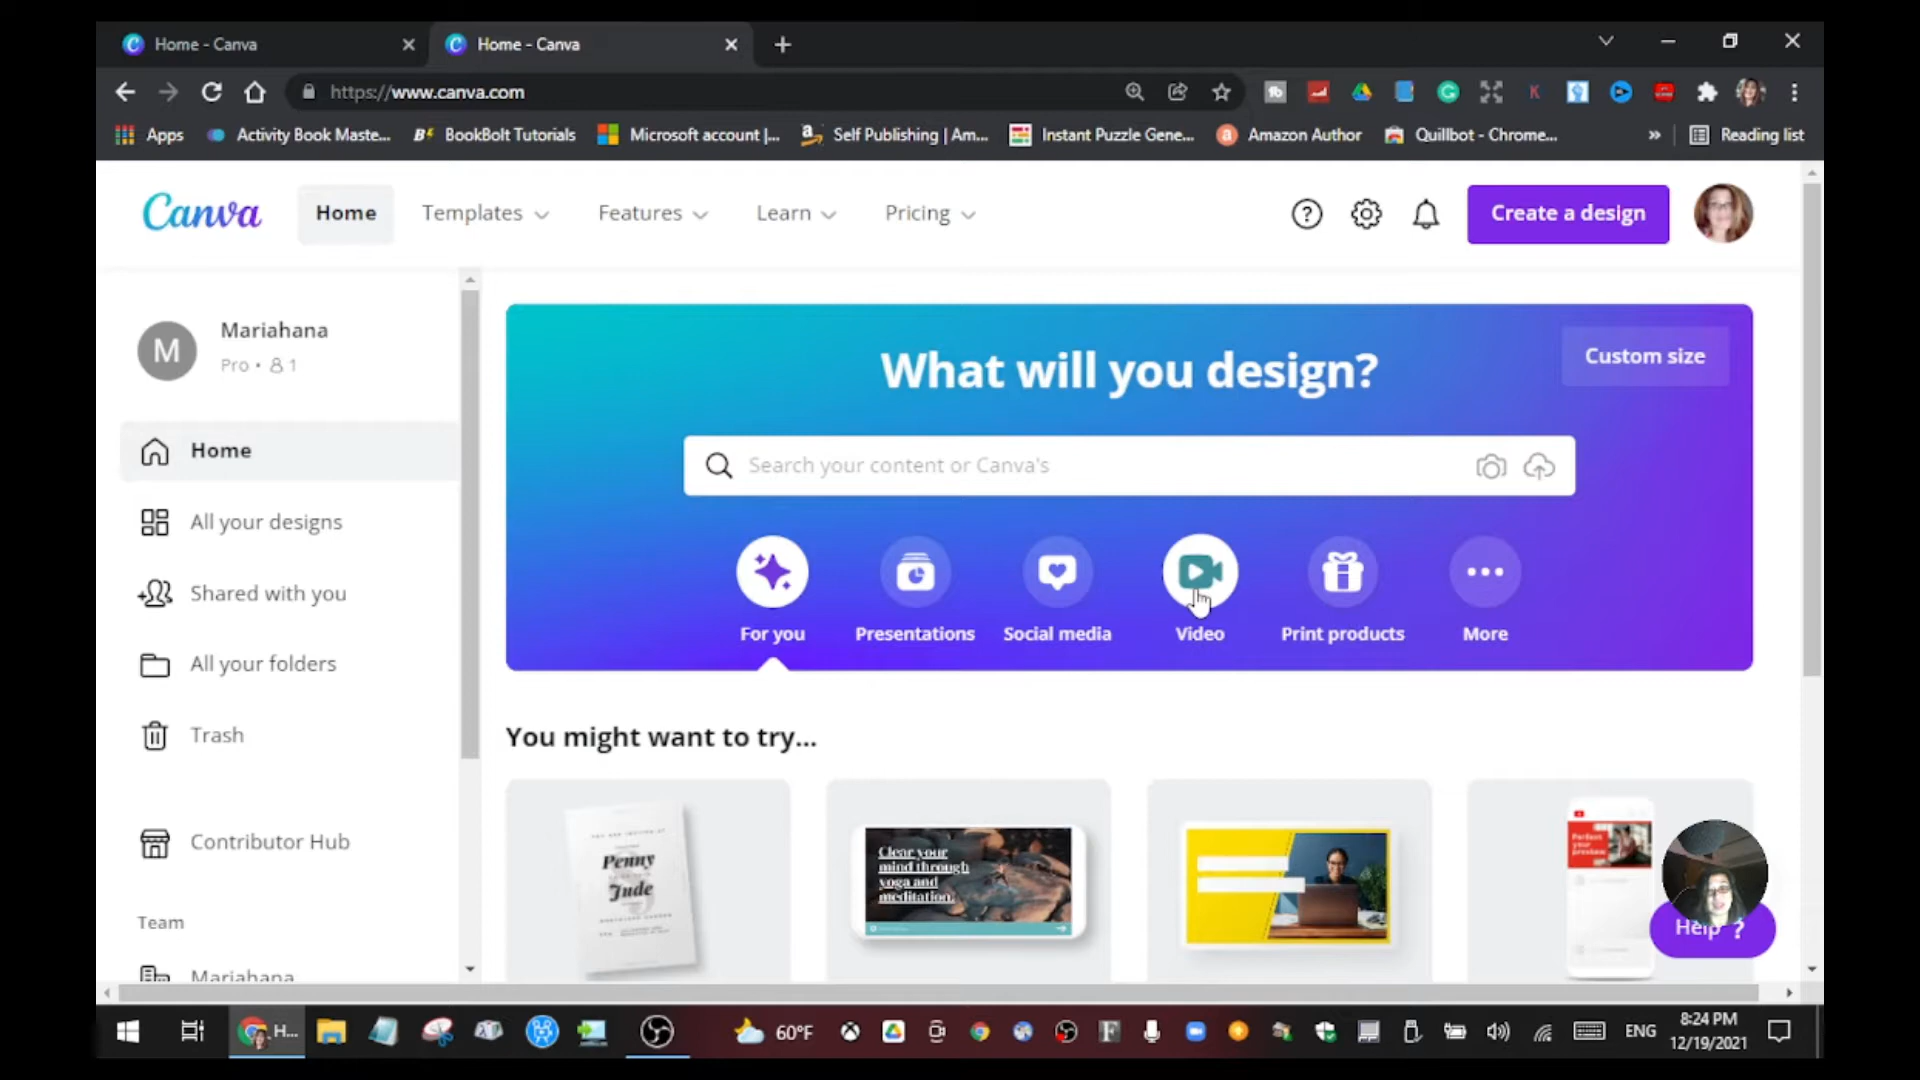 Home - Canva
Home - Canva
https://www.canva.com
Apps
Activity Book Maste...
BookBolt Tutorials
Microsoft account |...
Self Publishing | Am...
Instant Puzzle Gene...
Amazon Author
Quillbot - Chrome...
»
Reading list
Canva
Home
Templates
Features
Learn
Pricing
Create a design
M
Mariahana
Pro • 1
Home
All your designs
Shared with you
All your folders
Trash
Contributor Hub
Team
Mariahana
What will you design?
Custom size
Search your content or Canva's
For you
Presentations
Social media
Video
Print products
More
You might want to try...
Penny
Jude
Clear your
mind through
yoga and
meditation.
Perfect
your
Help ?
H...
60°F
ENG
8:24 PM
12/19/2021